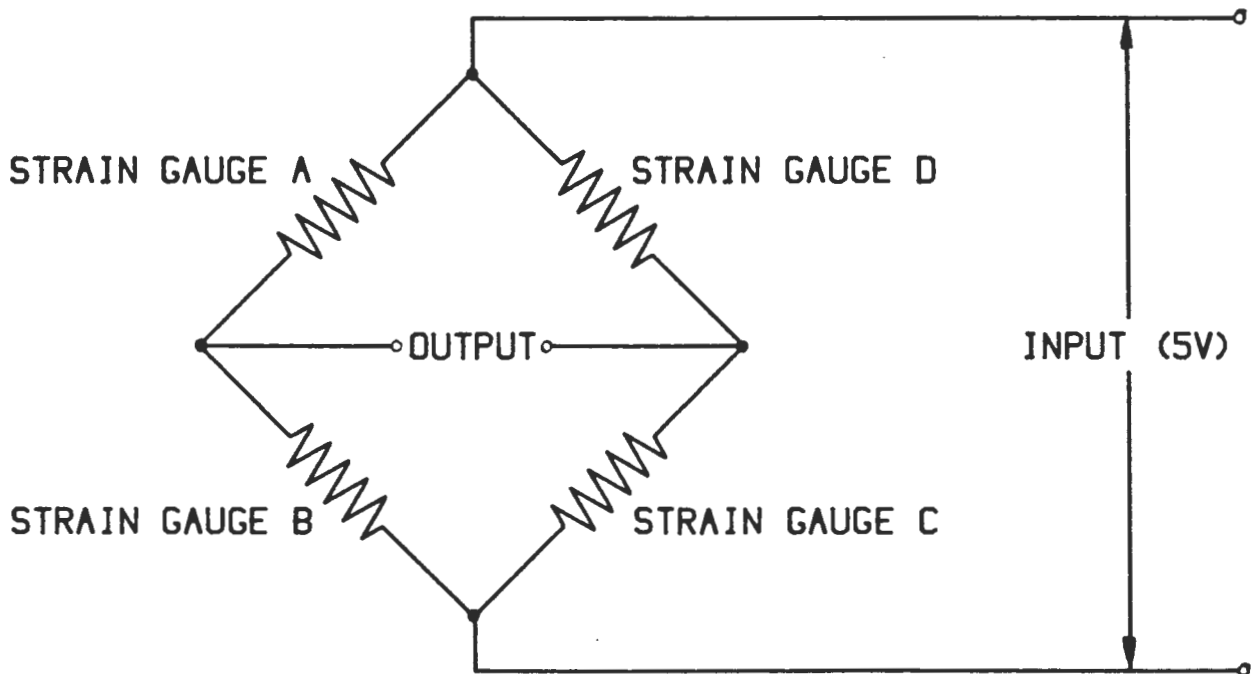 STRAIN GAUGE A
STRAIN GAUGE D
OUTPUT
INPUT (5V)
STRAIN GAUGE B
STRAIN GAUGE C